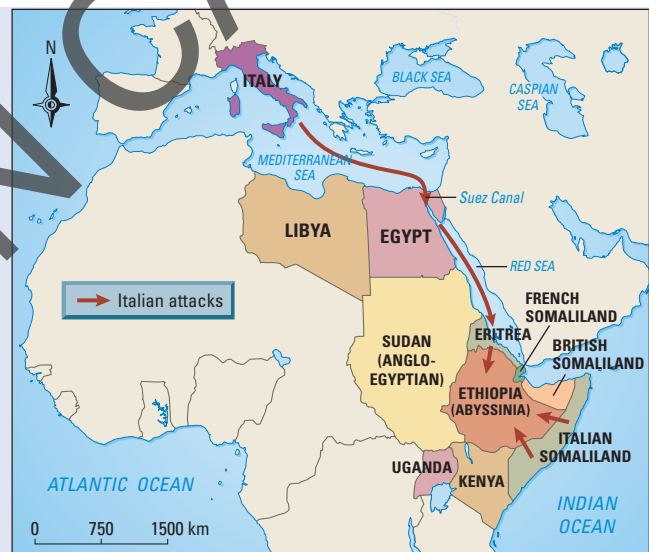 N
ITALY
BLACK SEA
CASPIAN
SEA
MEDITERRANEAN
SEA
Suez Canal
LIBYA
EGYPT
RED SEA
Italian attacks
FRENCH
SOMALILAND
ERITREA
BRITISH
SOMALILAND
SUDAN
(ANGLO-
EGYPTIAN)
ETHIOPIA
(ABYSSINIA)
ITALIAN
SOMALILAND
UGANDA
KENYA
ATLANTIC OCEAN
INDIAN
OCEAN
0 750 1500 km